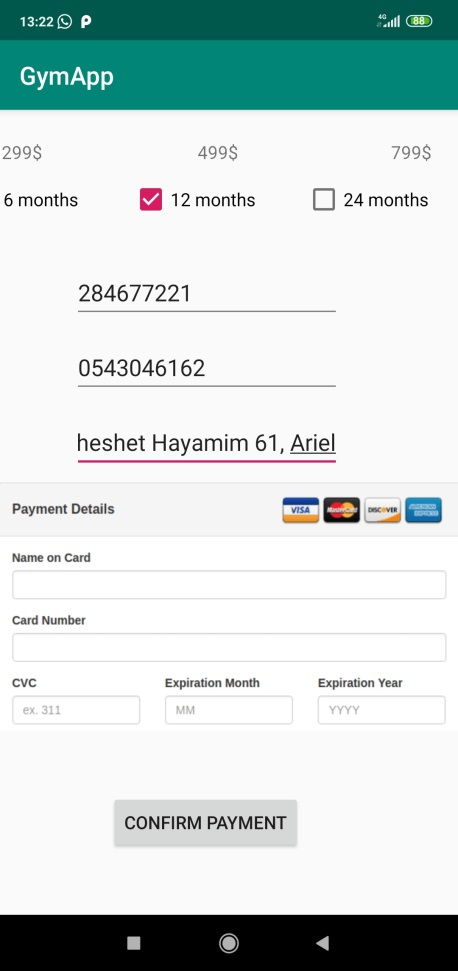 13:22 4G 88
GymApp
299$ 499$ 799$
6 months 12 months 24 months
284677221
0543046162
heshet Hayamim 61, Ariel
Payment Details VISA MasterCard DISCOVER AMERICAN EXPRESS
Name on Card
Card Number
CVC Expiration Month Expiration Year
ex. 311 MM YYYY
CONFIRM PAYMENT